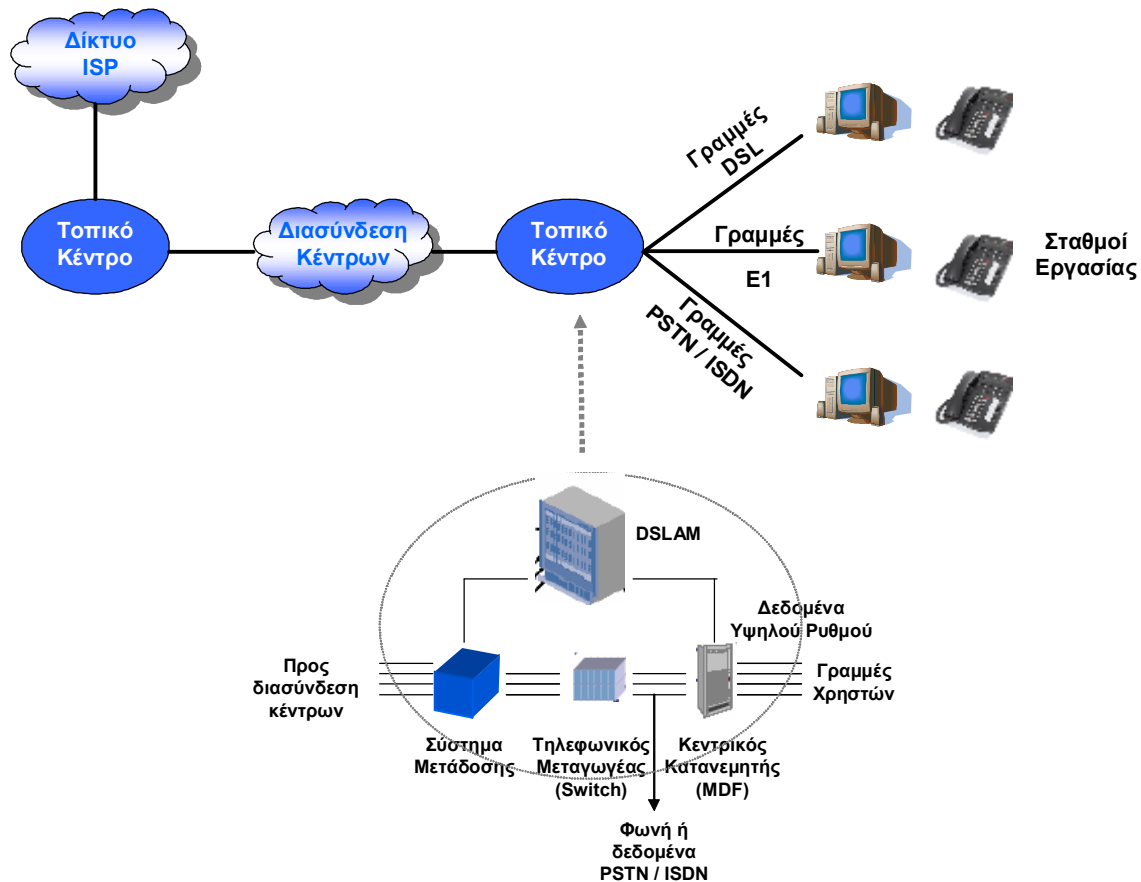 Δίκτυο
ISP
Τοπικό
Κέντρο
Διασύνδεση
Κέντρων
Τοπικό
Κέντρο
Γραμμές
DSL
Γραμμές
E1
Γραμμές
PSTN / ISDN
Σταθμοί
Εργασίας
DSLAM
Δεδομένα
Υψηλού Ρυθμού
Προς
διασύνδεση
κέντρων
Γραμμές
Χρηστών
Σύστημα
Μετάδοσης
Τηλεφωνικός
Μεταγωγέας
(Switch)
Κεντρικός
Κατανεμητής
(MDF)
Φωνή ή
δεδομένα
PSTN / ISDN